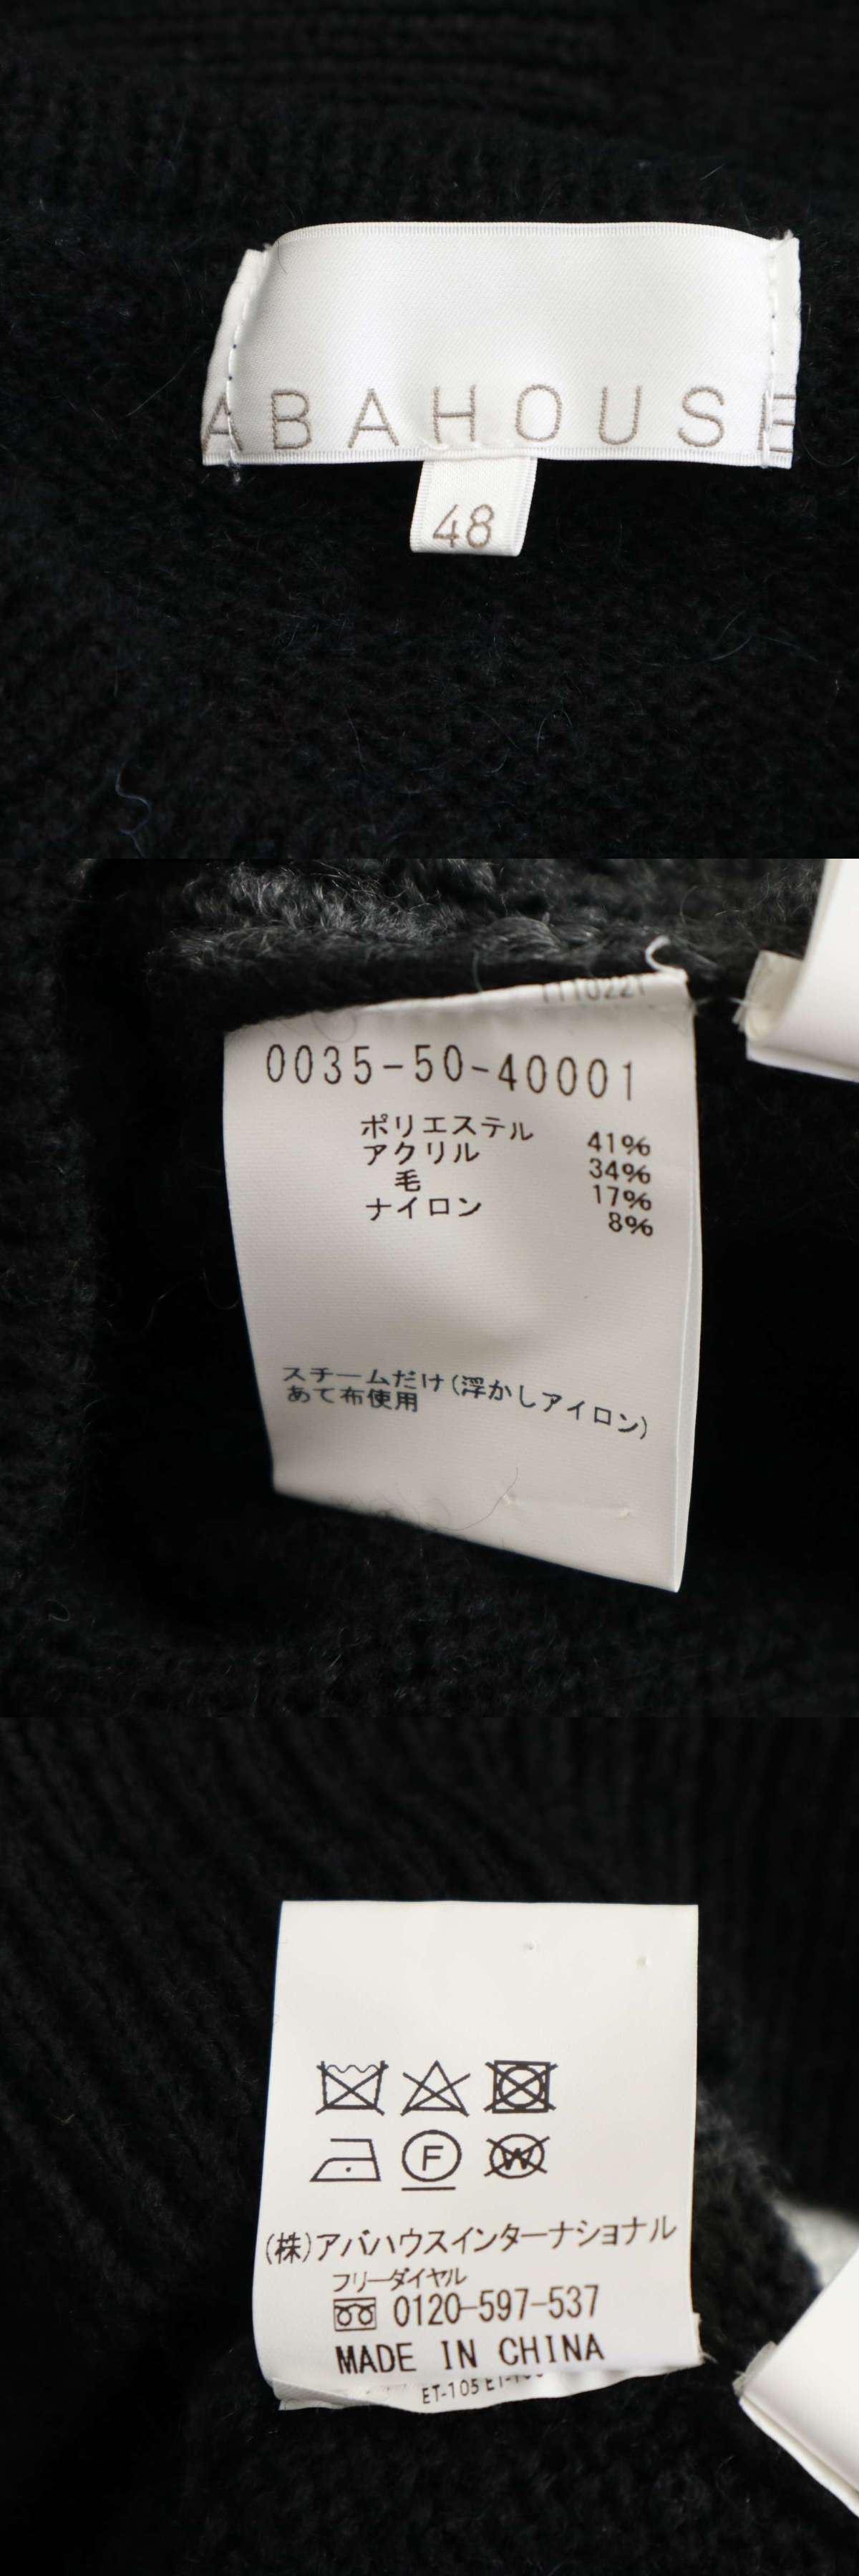 ABAHOUSE
48
1110221
0035-50-40001
ポリエステル 41%
アクリル 34%
毛 17%
ナイロン 8%
スチームだけ(浮かしアイロン)
あて布使用
F
W
(株)アバハウスインターナショナル
フリーダイヤル
0120-597-537
MADE IN CHINA
ET-105